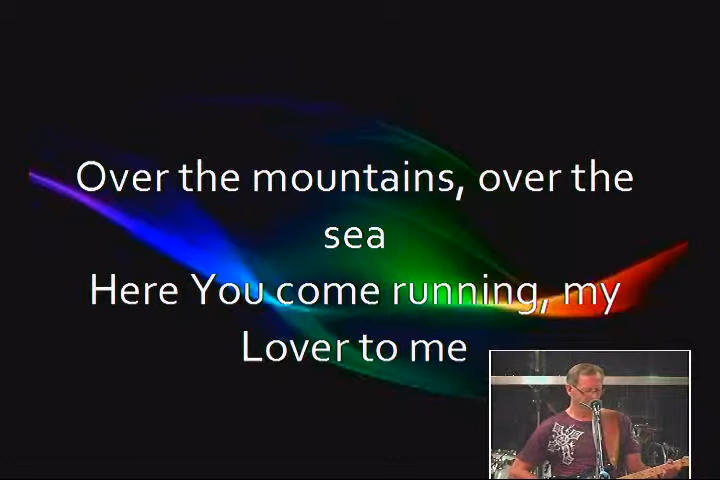 Over the mountains, over the
sea
Here You come running, my
Lover to me